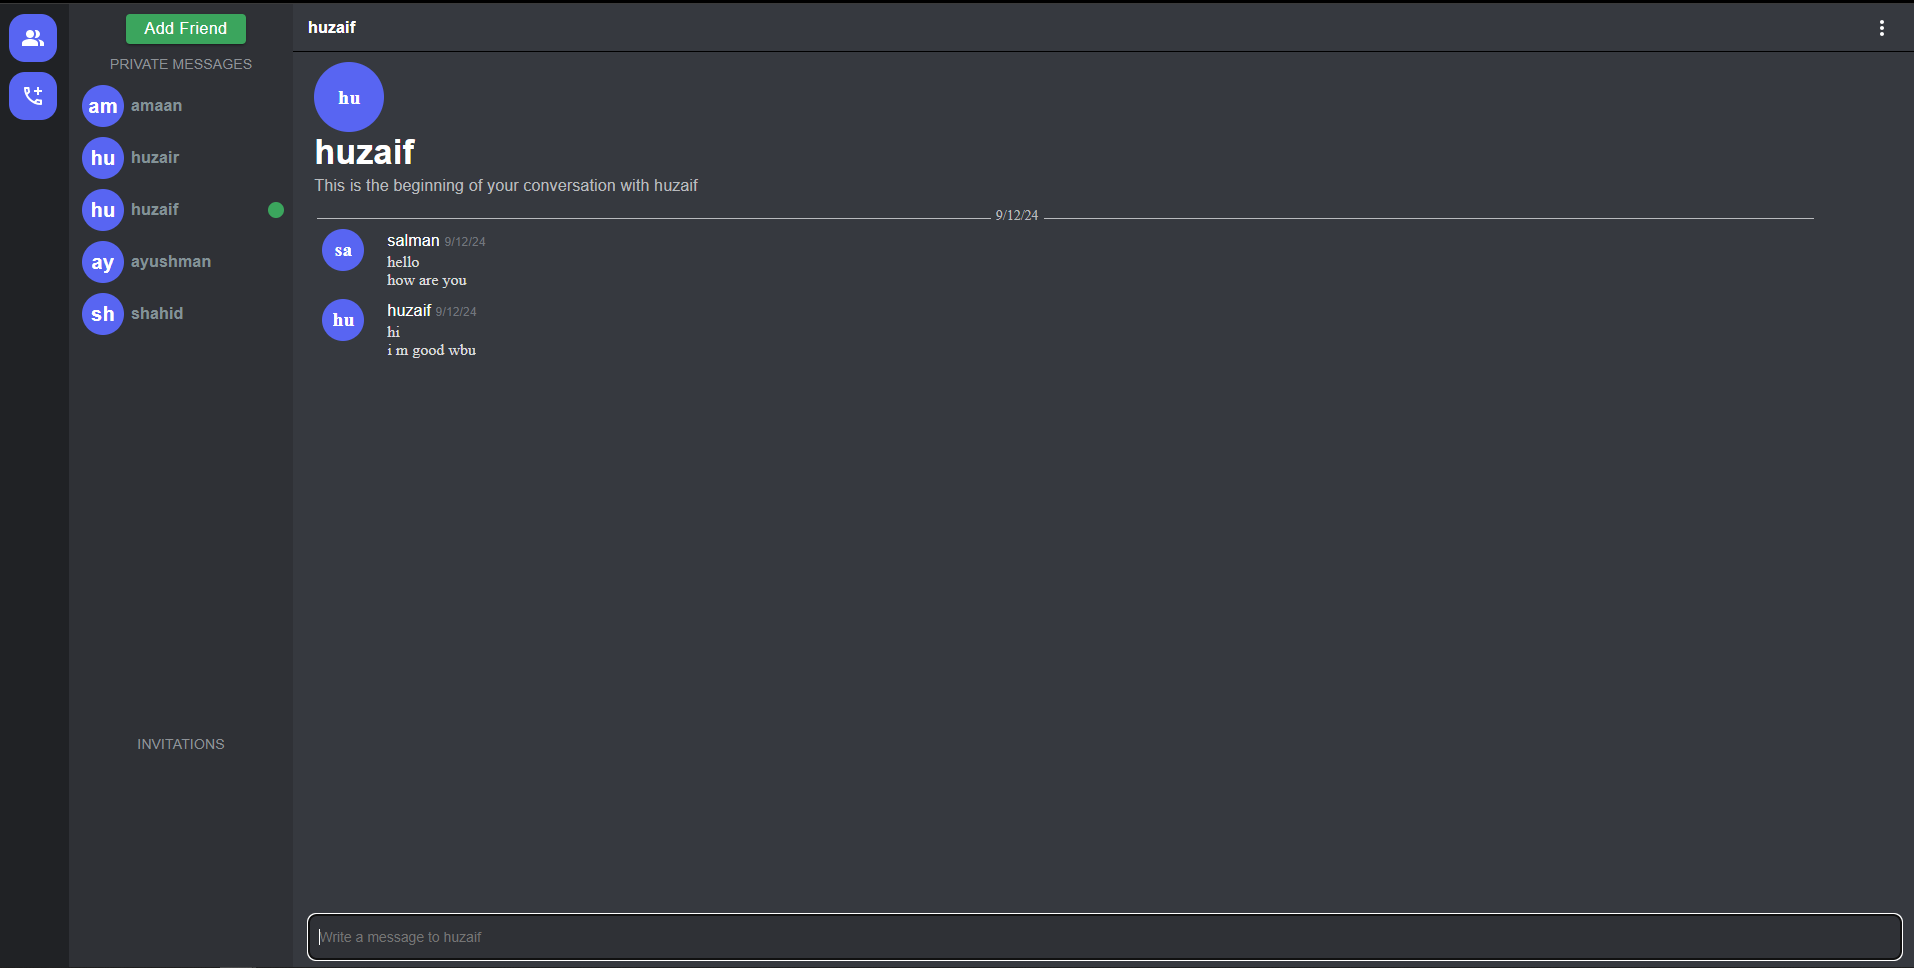 Add Friend
PRIVATE MESSAGES
am amaan
hu huzair
hu huzaif
ay ayushman
sh shahid
INVITATIONS
huzaif
hu
huzaif
This is the beginning of your conversation with huzaif
9/12/24
sa
salman 9/12/24
hello
how are you
hu
huzaif 9/12/24
hi
i m good wbu
Write a message to huzaif